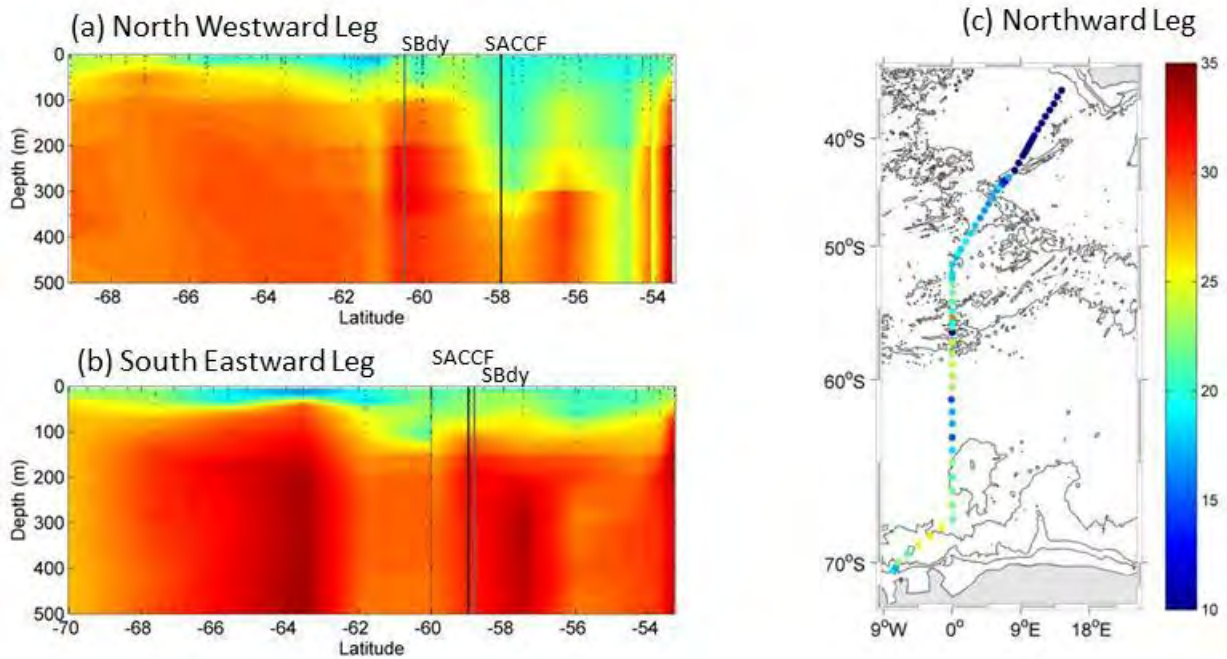 (a) North Westward Leg
SBdy SACCF
0
100
200
300
400
500
Depth (m)
-68 -66 -64 -62 -60 -58 -56 -54
Latitude
(b) South Eastward Leg
SACCF
SBdy
0
100
200
300
400
500
Depth (m)
-70 -68 -66 -64 -62 -60 -58 -56 -54
Latitude
(c) Northward Leg
40°S
50°S
60°S
70°S
9°W 0° 9°E 18°E
35
30
25
20
15
10